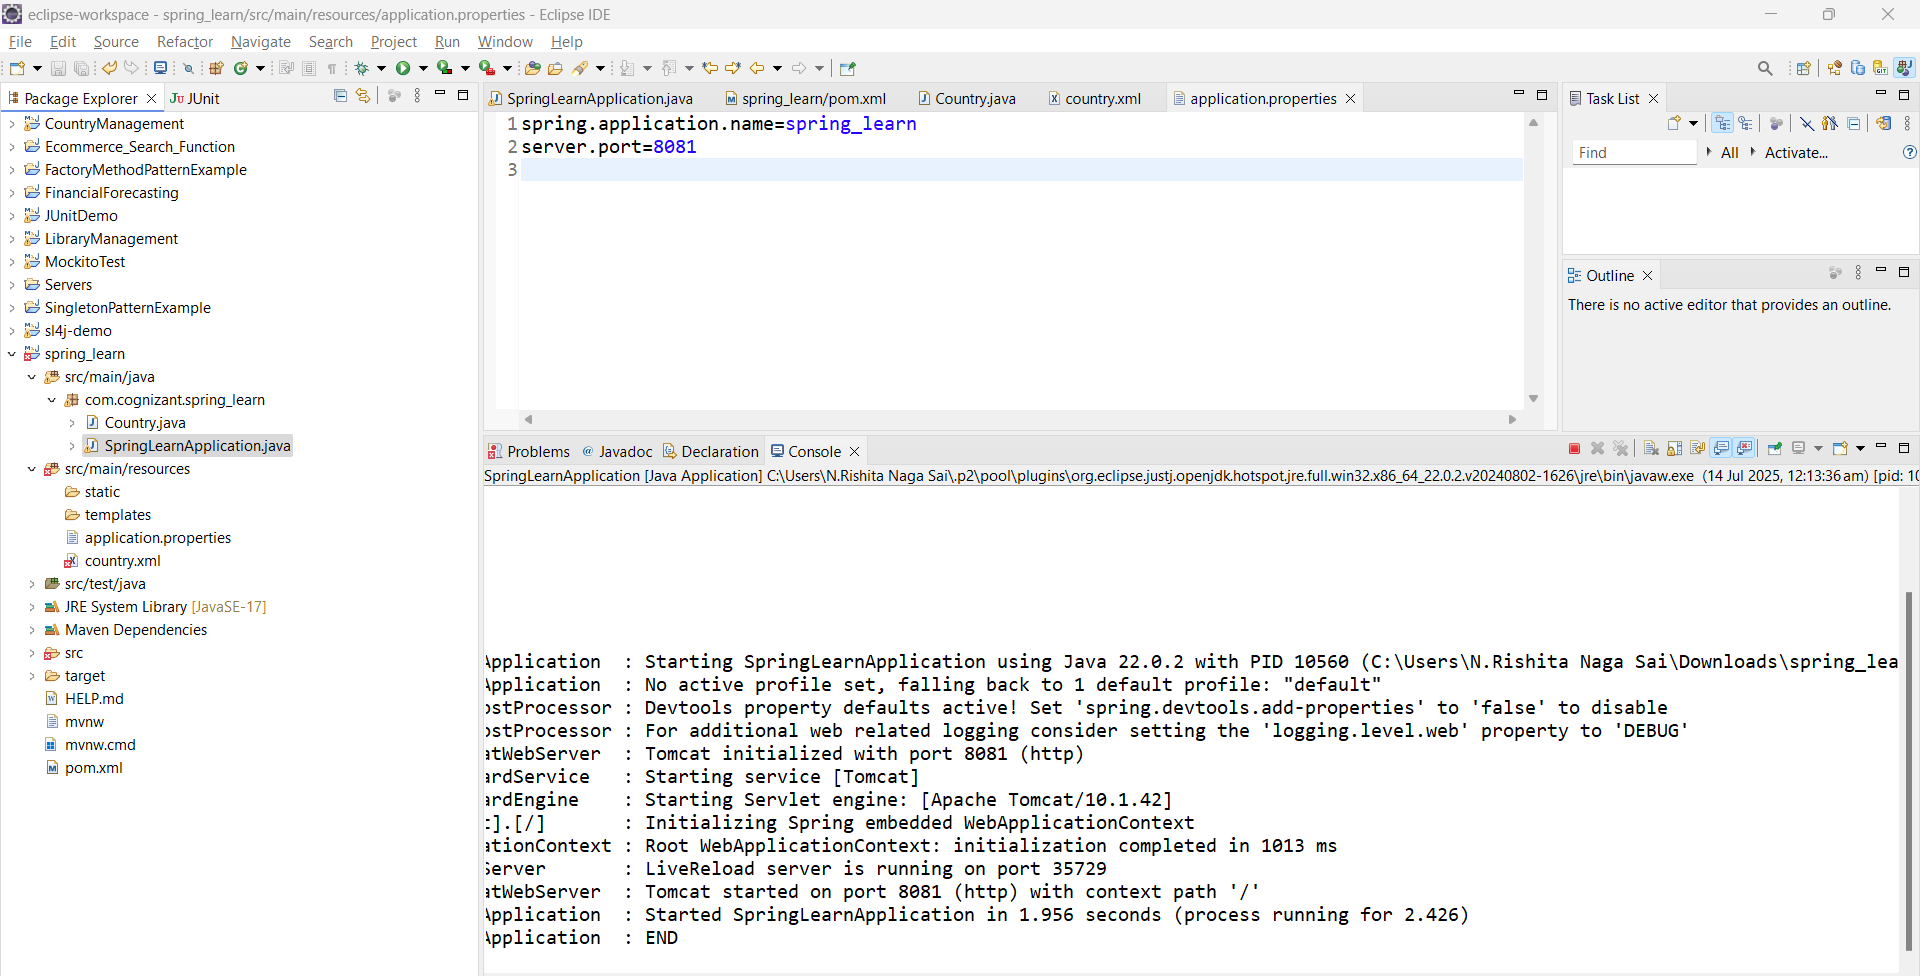 eclipse-workspace - spring_learn/src/main/resources/application.properties - Eclipse IDE
File Edit Source Refactor Navigate Search Project Run Window Help
Package Explorer
JUnit
CountryManagement
Ecommerce_Search_Function
FactoryMethodPatternExample
FinancialForecasting
JUnitDemo
LibraryManagement
MockitoTest
Servers
SingletonPatternExample
sl4j-demo
spring_learn
src/main/java
com.cognizant.spring_learn
Country.java
SpringLearnApplication.java
src/main/resources
static
templates
application.properties
country.xml
src/test/java
JRE System Library [JavaSE-17]
Maven Dependencies
src
target
HELP.md
mvnw
mvnw.cmd
pom.xml
SpringLearnApplication.java spring_learn/pom.xml Country.java country.xml application.properties
1 spring.application.name=spring_learn
2 server.port=8081
3
Task List
Find All Activate...
Outline
There is no active editor that provides an outline.
Problems Javadoc Declaration Console
SpringLearnApplication [Java Application] C:\Users\N.Rishita Naga Sai\.p2\pool\plugins\org.eclipse.justj.openjdk.hotspot.jre.full.win32.x86_64_22.0.2.v20240802-1626\jre\bin\javaw.exe (14 Jul 2025, 12:13:36 am) [pid: 10
Application : Starting SpringLearnApplication using Java 22.0.2 with PID 10560 (C:\Users\N.Rishita Naga Sai\Downloads\spring_lea
Application : No active profile set, falling back to 1 default profile: "default"
ostProcessor : Devtools property defaults active! Set 'spring.devtools.add-properties' to 'false' to disable
ostProcessor : For additional web related logging consider setting the 'logging.level.web' property to 'DEBUG'
atWebServer : Tomcat initialized with port 8081 (http)
ardService : Starting service [Tomcat]
ardEngine : Starting Servlet engine: [Apache Tomcat/10.1.42]
t].[/] : Initializing Spring embedded WebApplicationContext
ationContext : Root WebApplicationContext: initialization completed in 1013 ms
Server : LiveReload server is running on port 35729
atWebServer : Tomcat started on port 8081 (http) with context path '/'
Application : Started SpringLearnApplication in 1.956 seconds (process running for 2.426)
Application : END